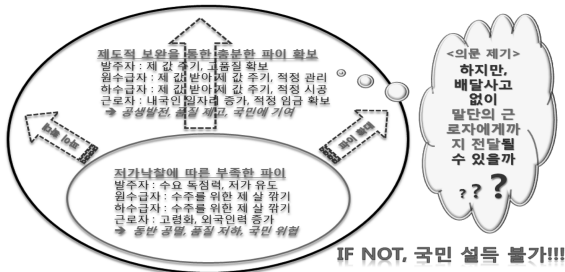 제도적 보완을 통한 충분한 파이 확보
발주자 : 제 값 주기, 고품질 확보
원수급자 : 제 값 받아 제 값 주기, 적정 관리
하수급자 : 제 값 받아 제 값 주기, 적정 시공
근로자 : 내국인 일자리 증가, 적정 임금 확보
➔ 공생발전, 품질 제고, 국민에 기여
파이 확대
파이 확대
저가낙찰에 따른 부족한 파이
발주자 : 수요 독점력, 저가 유도
원수급자 : 수주를 위한 제 살 깎기
하수급자 : 수주를 위한 제 살 깎기
근로자 : 고령화, 외국인력 증가
➔ 동반 공멸, 품질 저하, 국민 위협
<의문 제기>
하지만,
배달사고
없이
말단의 근
로자에게까
지 전달될
수 있을까
? ? ?
IF NOT, 국민 설득 불가!!!